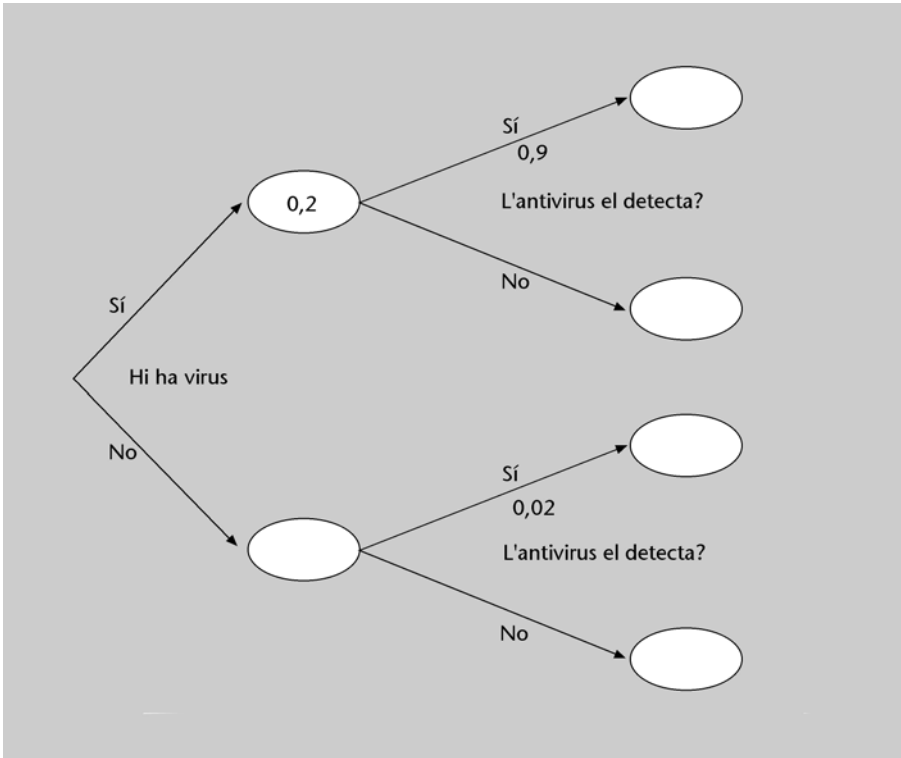 Sí
0,9
0,2
L'antivirus el detecta?
No
Sí
Hi ha virus
No
Sí
0,02
L'antivirus el detecta?
No